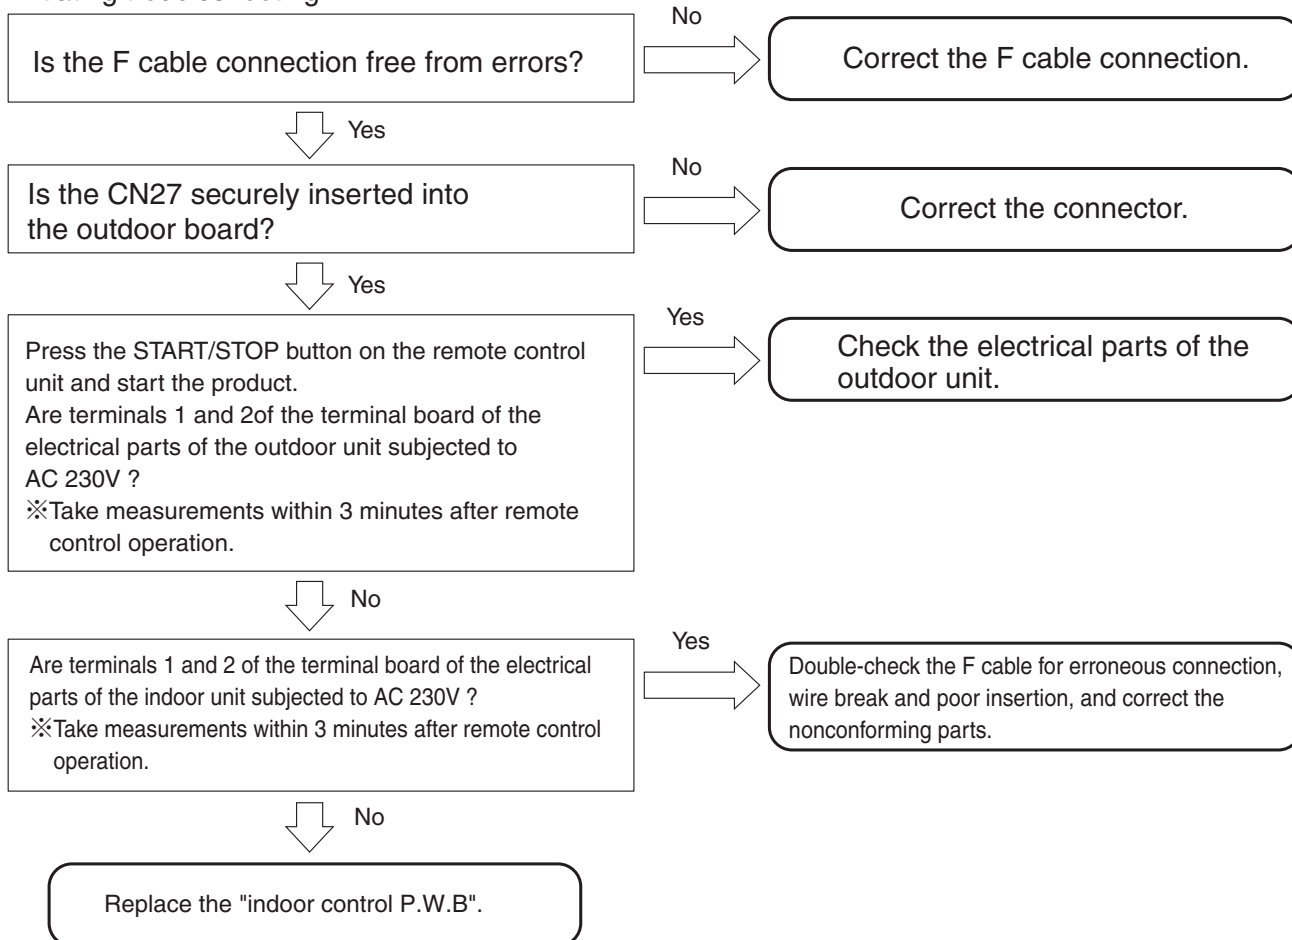 Is the F cable connection free from errors?
No
Correct the F cable connection.
Yes
Is the CN27 securely inserted into
the outdoor board?
No
Correct the connector.
Yes
Press the START/STOP button on the remote control
unit and start the product.
Are terminals 1 and 2of the terminal board of the
electrical parts of the outdoor unit subjected to
AC 230V ?
※Take measurements within 3 minutes after remote
control operation.
Yes
Check the electrical parts of the
outdoor unit.
No
Are terminals 1 and 2 of the terminal board of the electrical
parts of the indoor unit subjected to AC 230V ?
※Take measurements within 3 minutes after remote control
operation.
Yes
Double-check the F cable for erroneous connection,
wire break and poor insertion, and correct the
nonconforming parts.
No
Replace the "indoor control P.W.B".